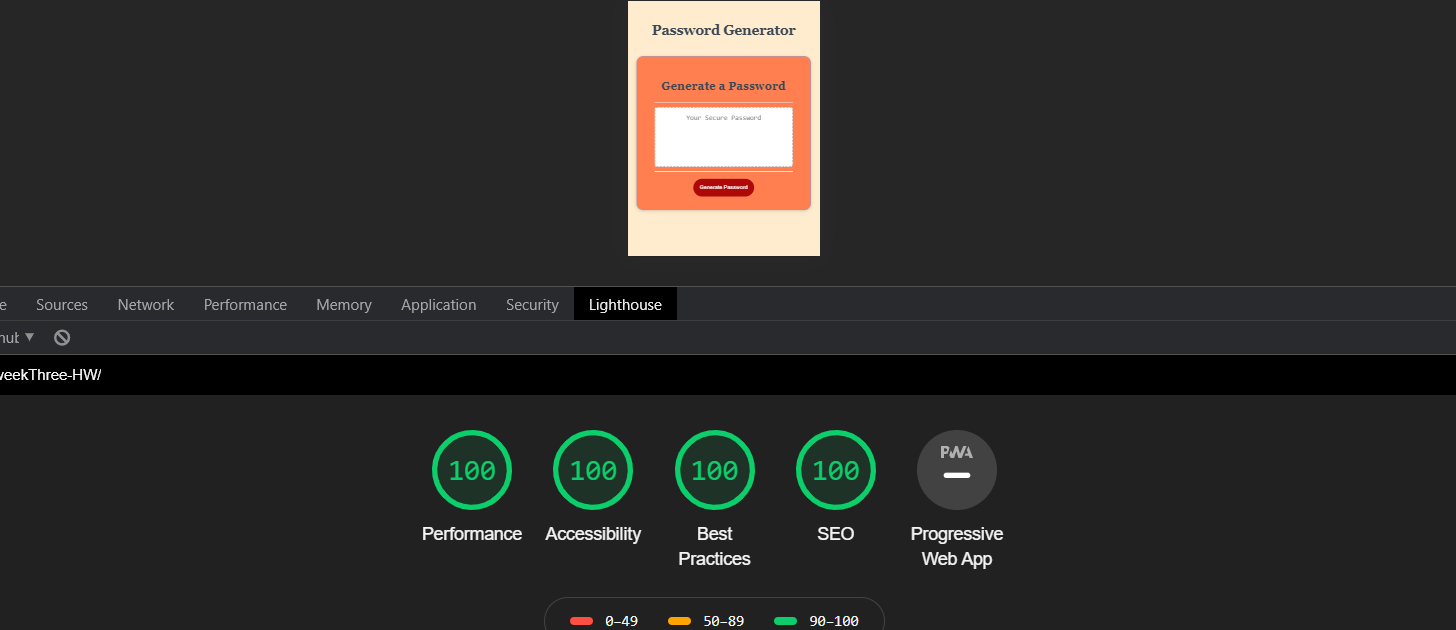 Password Generator
Generate a Password
Your Secure Password
Generate Password
e Sources Network Performance Memory Application Security Lighthouse
hub
weekThree-HW/
100 100 100 100 PWA
Performance Accessibility Best Practices SEO Progressive Web App
0–49 50–89 90–100